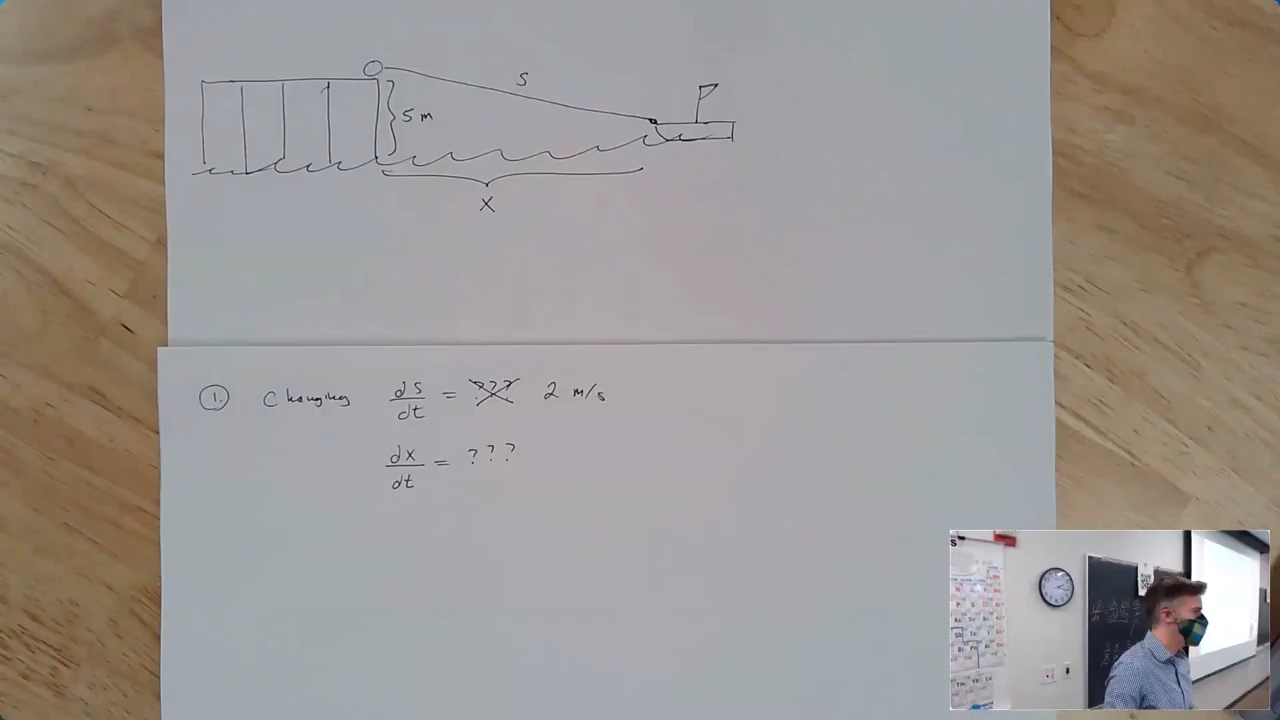 s
5 m
x
1. Changing ds/dt = ??? 2 m/s
dx/dt = ???